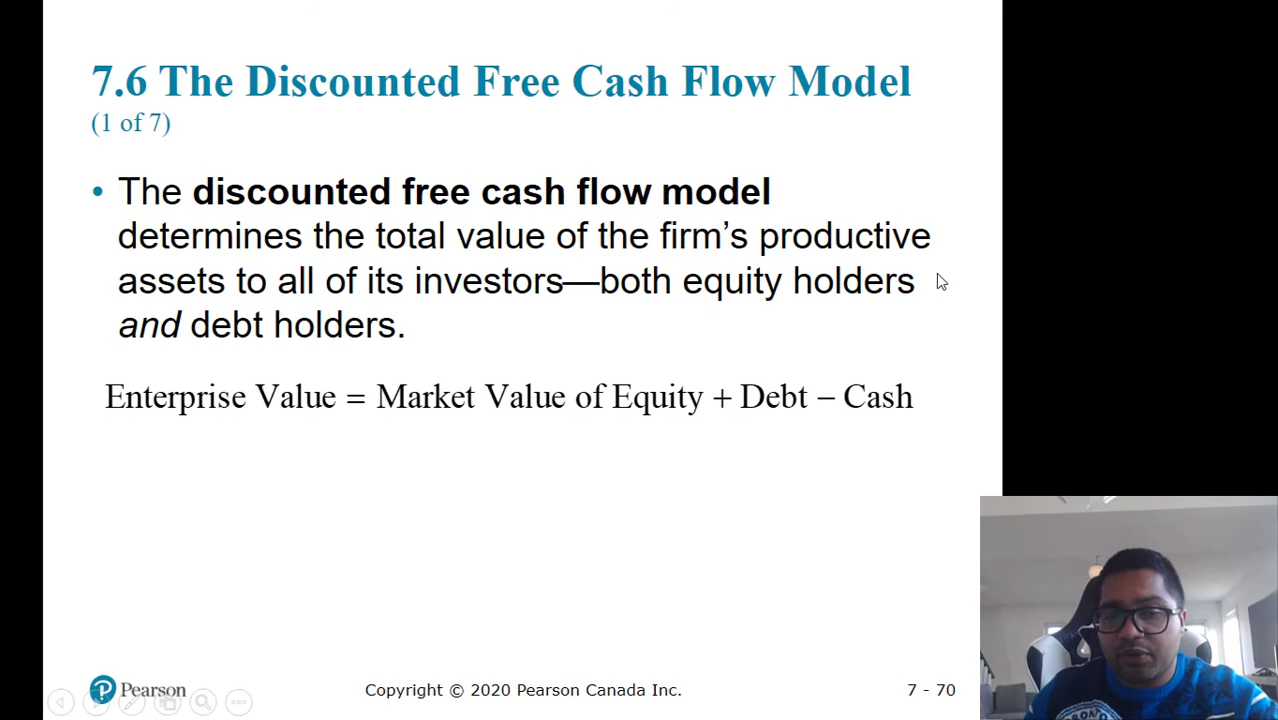 7.6 The Discounted Free Cash Flow Model
(1 of 7)
• The discounted free cash flow model
determines the total value of the firm’s productive
assets to all of its investors—both equity holders
and debt holders.
Enterprise Value = Market Value of Equity + Debt − Cash
Pearson
Copyright © 2020 Pearson Canada Inc.
7 - 70
TORONTO